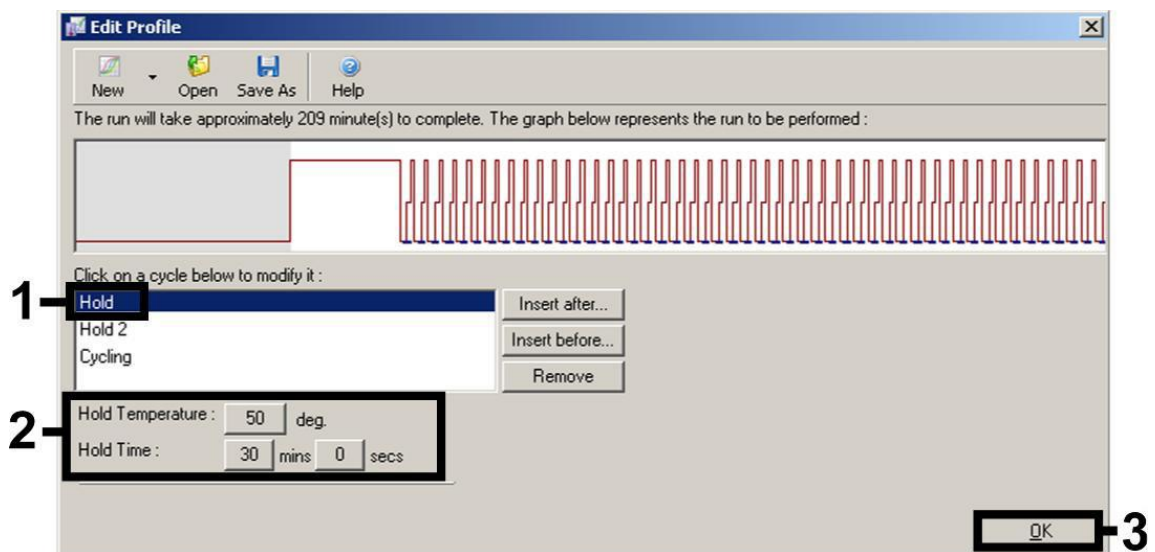 Edit Profile
New Open Save As Help
The run will take approximately 209 minute(s) to complete. The graph below represents the run to be performed :
Click on a cycle below to modify it :
1
Hold
Insert after...
Hold 2
Insert before...
Cycling
Remove
2
Hold Temperature : 50 deg.
Hold Time : 30 mins 0 secs
OK
3